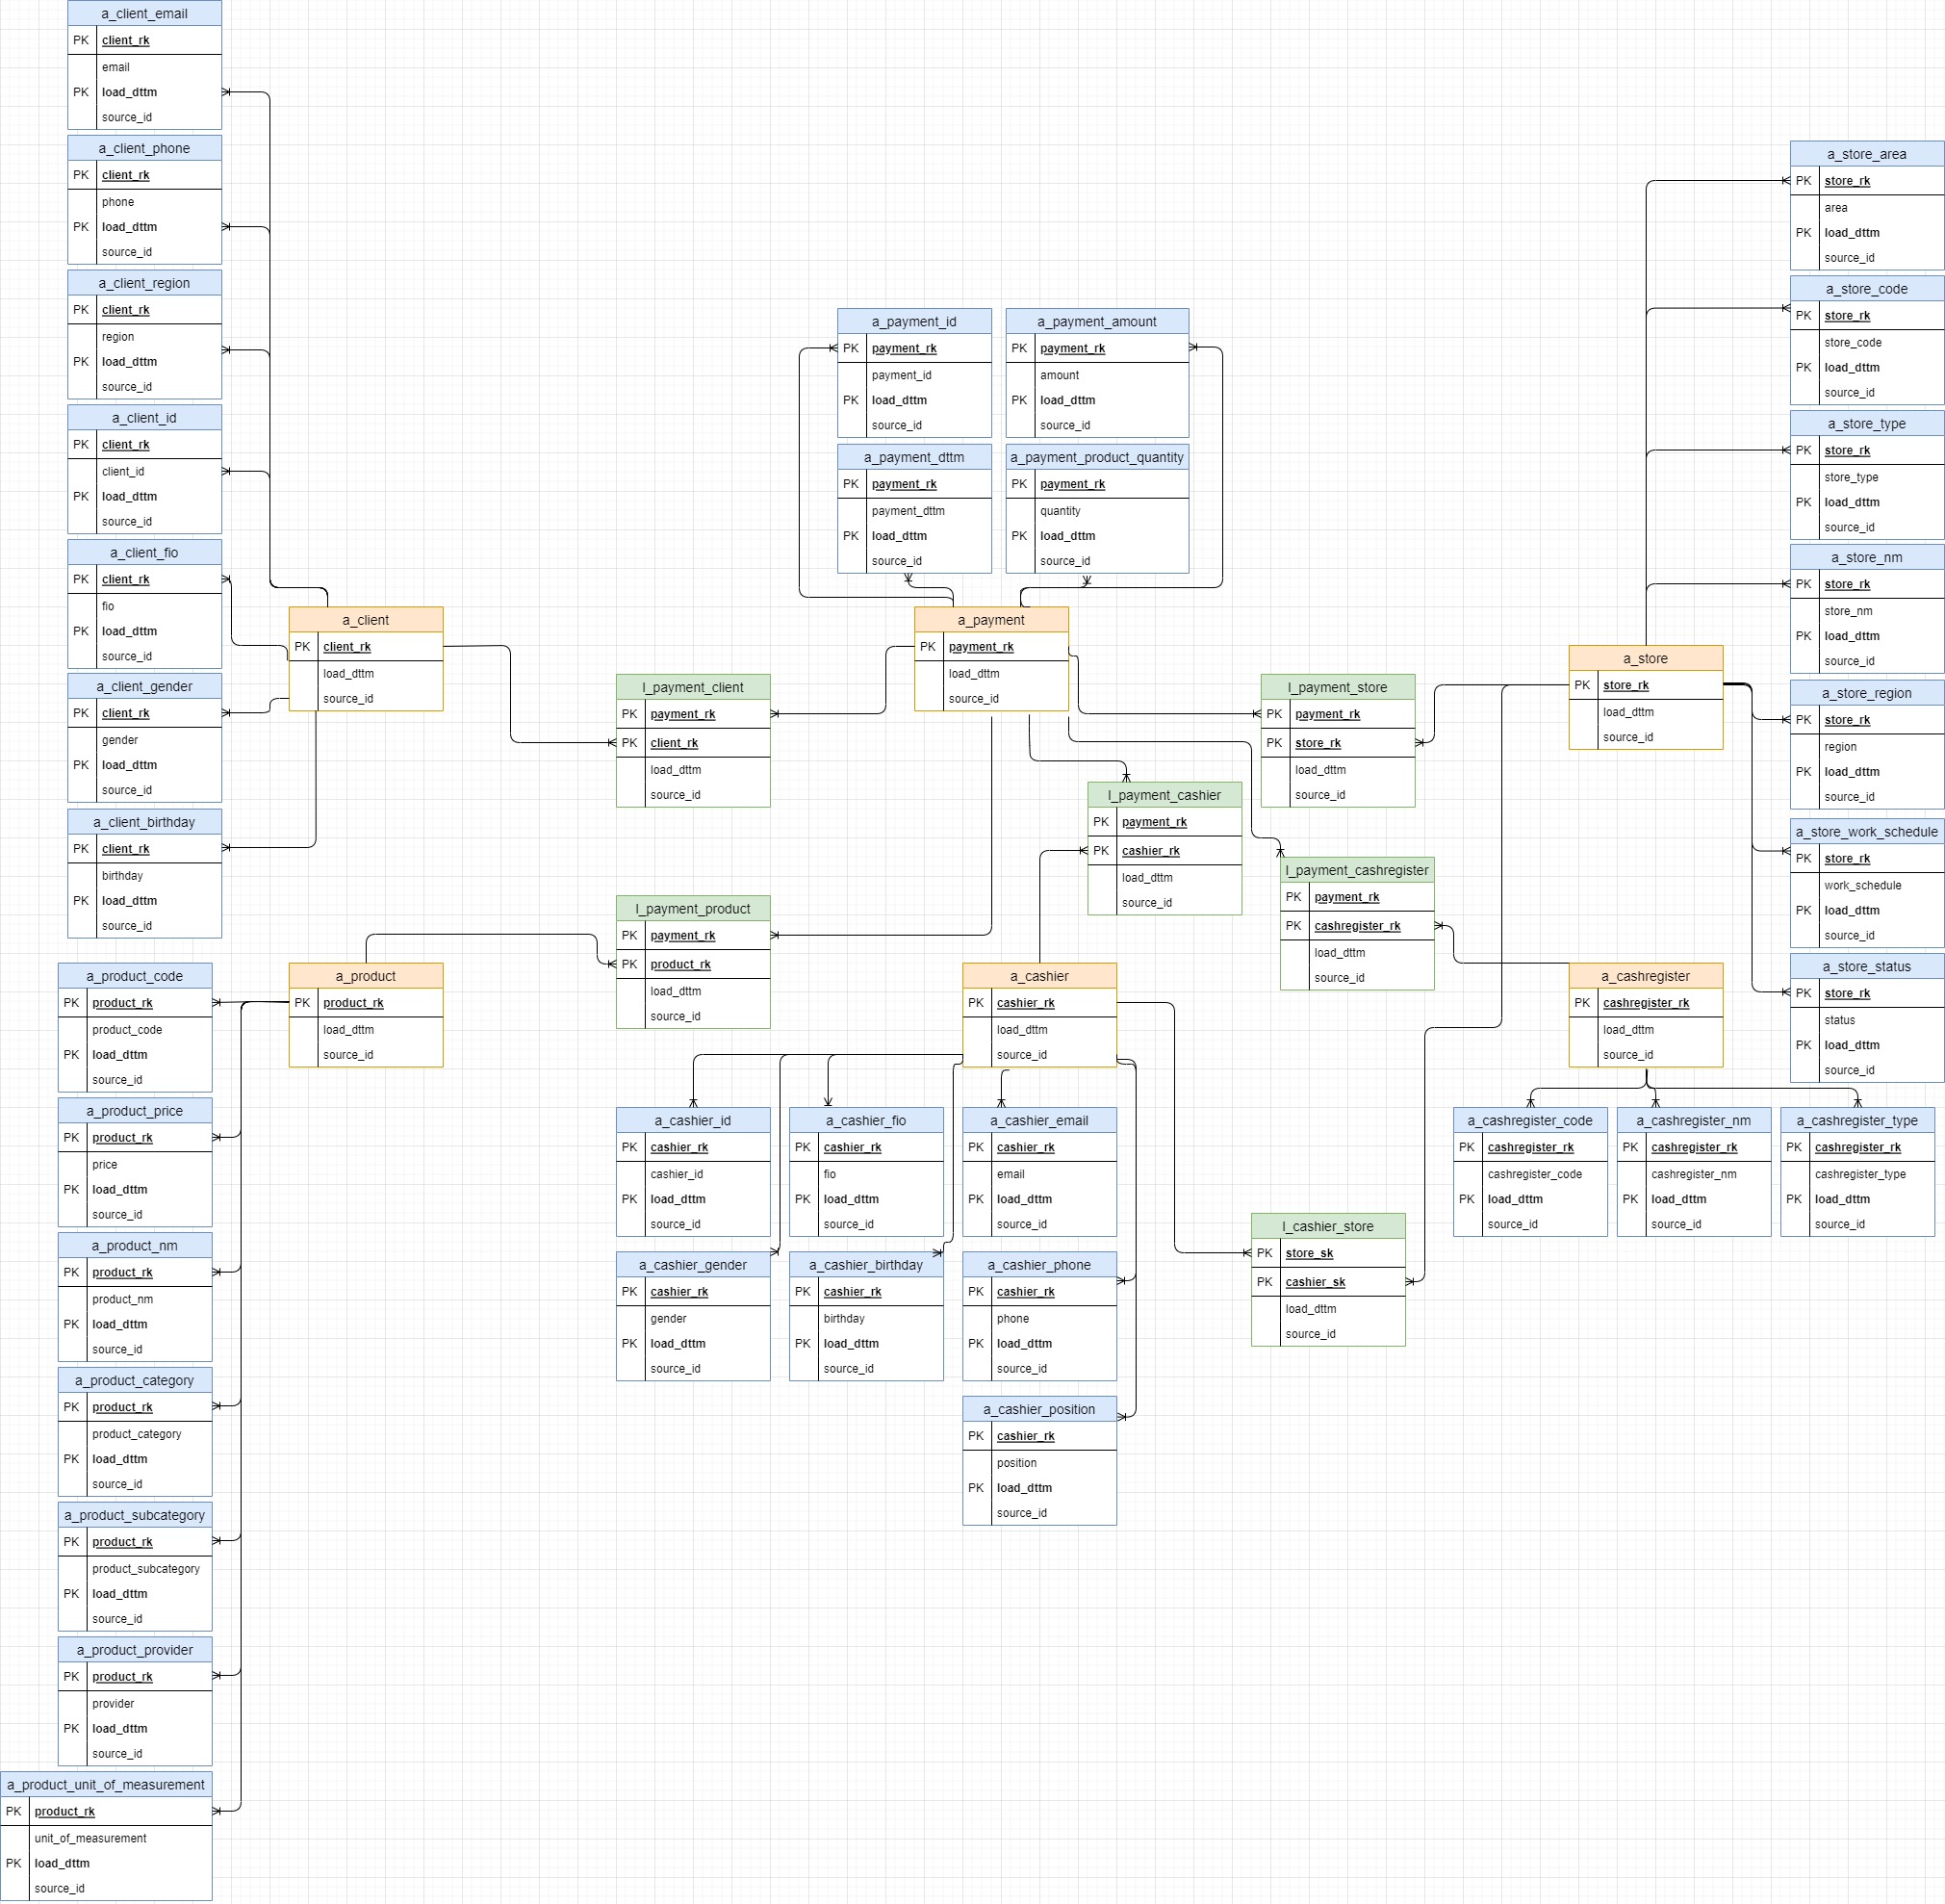 a_client_email
PK client_rk
email
PK load_dttm
source_id
a_client_phone
PK client_rk
phone
PK load_dttm
source_id
a_client_region
PK client_rk
region
PK load_dttm
source_id
a_client_id
PK client_rk
client_id
PK load_dttm
source_id
a_client_fio
PK client_rk
fio
PK load_dttm
source_id
a_client_gender
PK client_rk
gender
PK load_dttm
source_id
a_client_birthday
PK client_rk
birthday
PK load_dttm
source_id
a_client
PK client_rk
load_dttm
source_id
a_product_code
PK product_rk
product_code
PK load_dttm
source_id
a_product_price
PK product_rk
price
PK load_dttm
source_id
a_product_nm
PK product_rk
product_nm
PK load_dttm
source_id
a_product_category
PK product_rk
product_category
PK load_dttm
source_id
a_product_subcategory
PK product_rk
product_subcategory
PK load_dttm
source_id
a_product_provider
PK product_rk
provider
PK load_dttm
source_id
a_product_unit_of_measurement
PK product_rk
unit_of_measurement
PK load_dttm
source_id
a_product
PK product_rk
load_dttm
source_id
l_payment_client
PK payment_rk
PK client_rk
load_dttm
source_id
l_payment_product
PK payment_rk
PK product_rk
load_dttm
source_id
a_payment_id
PK payment_rk
payment_id
PK load_dttm
source_id
a_payment_amount
PK payment_rk
amount
PK load_dttm
source_id
a_payment_dttm
PK payment_rk
payment_dttm
PK load_dttm
source_id
a_payment_product_quantity
PK payment_rk
quantity
PK load_dttm
source_id
a_payment
PK payment_rk
load_dttm
source_id
l_payment_store
PK payment_rk
PK store_rk
load_dttm
source_id
l_payment_cashier
PK payment_rk
PK cashier_rk
load_dttm
source_id
l_payment_cashregister
PK payment_rk
PK cashregister_rk
load_dttm
source_id
a_cashier
PK cashier_rk
load_dttm
source_id
a_cashier_id
PK cashier_rk
cashier_id
PK load_dttm
source_id
a_cashier_fio
PK cashier_rk
fio
PK load_dttm
source_id
a_cashier_email
PK cashier_rk
email
PK load_dttm
source_id
a_cashier_gender
PK cashier_rk
gender
PK load_dttm
source_id
a_cashier_birthday
PK cashier_rk
birthday
PK load_dttm
source_id
a_cashier_phone
PK cashier_rk
phone
PK load_dttm
source_id
a_cashier_position
PK cashier_rk
position
PK load_dttm
source_id
l_cashier_store
PK store_sk
PK cashier_sk
load_dttm
source_id
a_store
PK store_rk
load_dttm
source_id
a_cashregister
PK cashregister_rk
load_dttm
source_id
a_cashregister_code
PK cashregister_rk
cashregister_code
PK load_dttm
source_id
a_cashregister_nm
PK cashregister_rk
cashregister_nm
PK load_dttm
source_id
a_cashregister_type
PK cashregister_rk
cashregister_type
PK load_dttm
source_id
a_store_area
PK store_rk
area
PK load_dttm
source_id
a_store_code
PK store_rk
store_code
PK load_dttm
source_id
a_store_type
PK store_rk
store_type
PK load_dttm
source_id
a_store_nm
PK store_rk
store_nm
PK load_dttm
source_id
a_store_region
PK store_rk
region
PK load_dttm
source_id
a_store_work_schedule
PK store_rk
work_schedule
PK load_dttm
source_id
a_store_status
PK store_rk
status
PK load_dttm
source_id